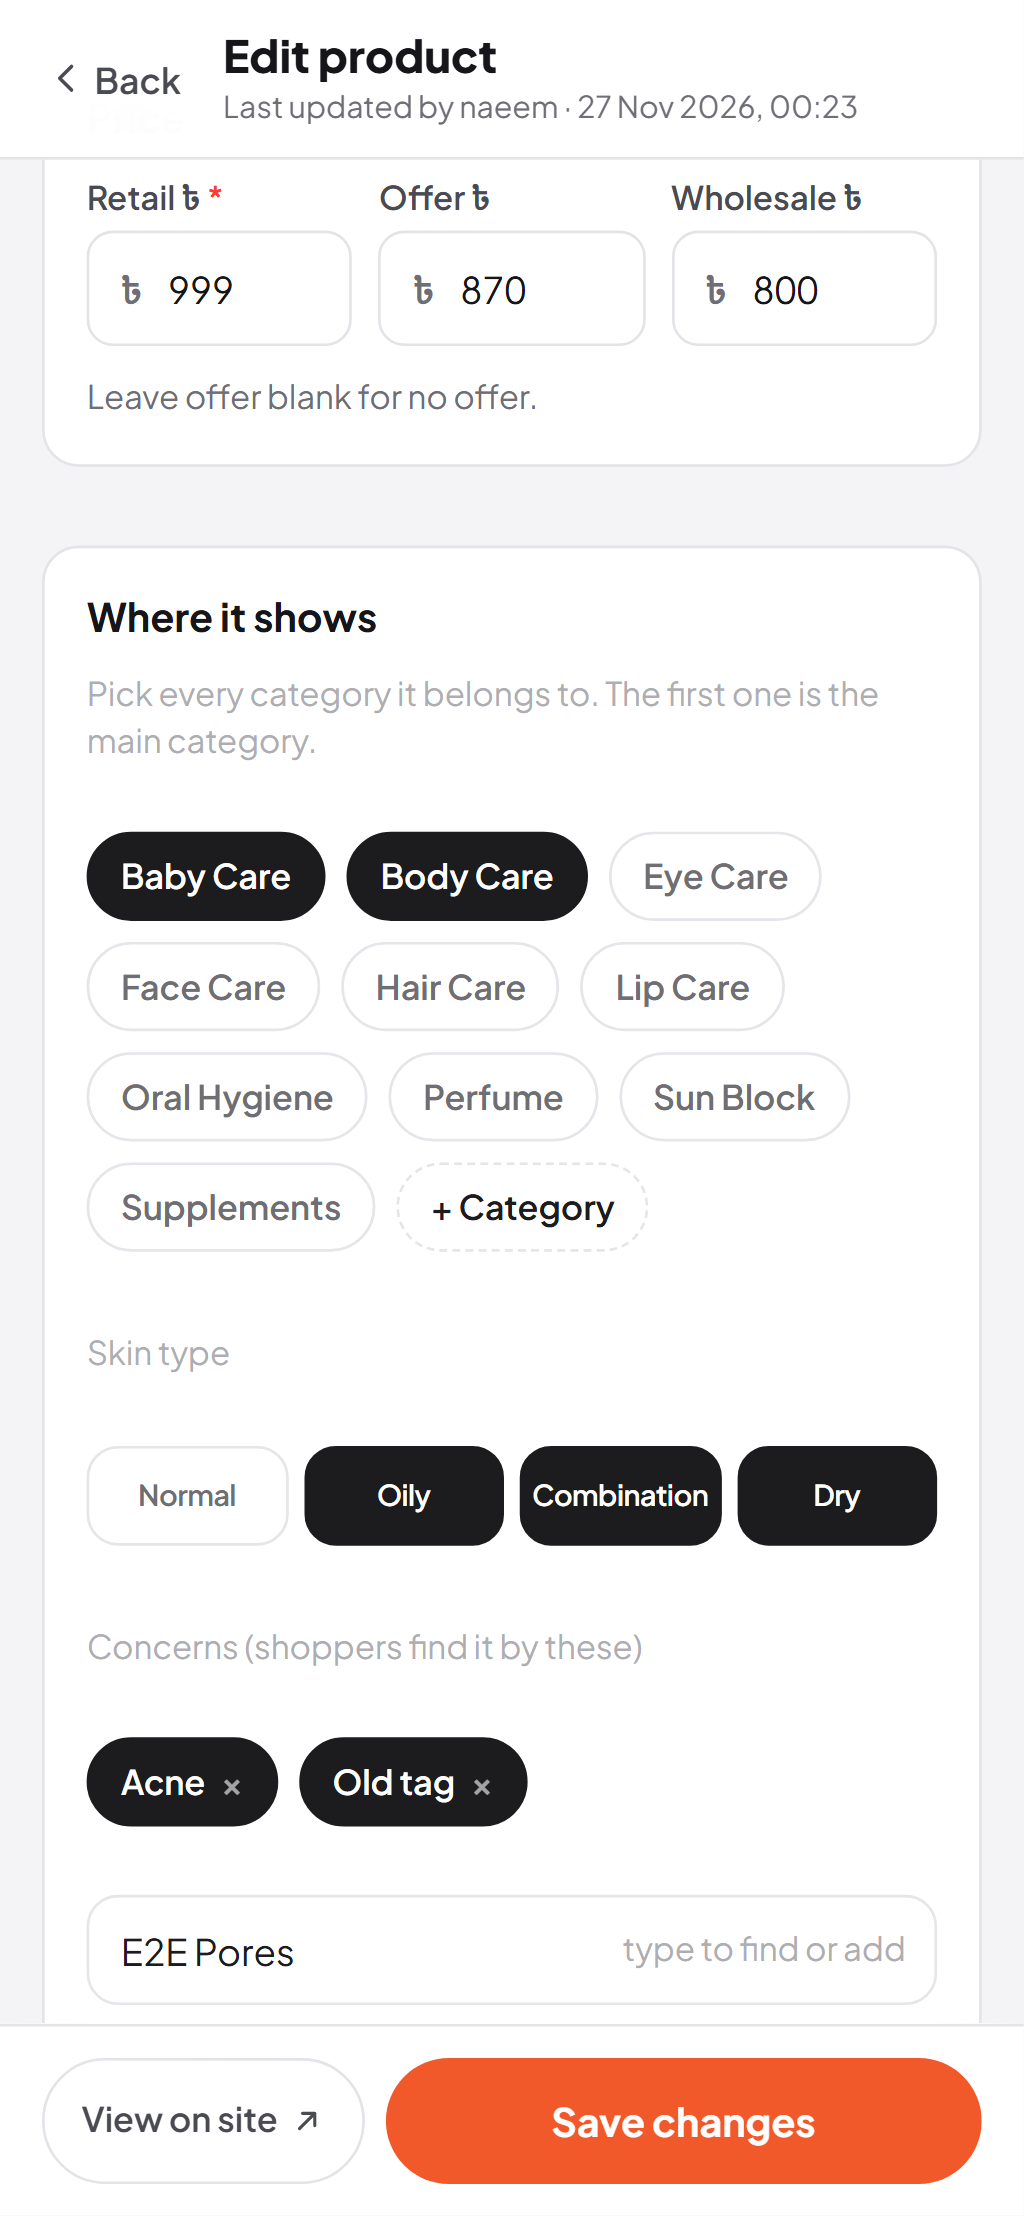 Back
Edit product
Last updated by naeem · 27 Nov 2026, 00:23
Price
Retail ৳ *
Offer ৳
Wholesale ৳
৳ 999
৳ 870
৳ 800
Leave offer blank for no offer.
Where it shows
Pick every category it belongs to. The first one is the
main category.
Baby Care
Body Care
Eye Care
Face Care
Hair Care
Lip Care
Oral Hygiene
Perfume
Sun Block
Supplements
+ Category
Skin type
Normal
Oily
Combination
Dry
Concerns (shoppers find it by these)
Acne ×
Old tag ×
E2E Pores
type to find or add
View on site ↗
Save changes